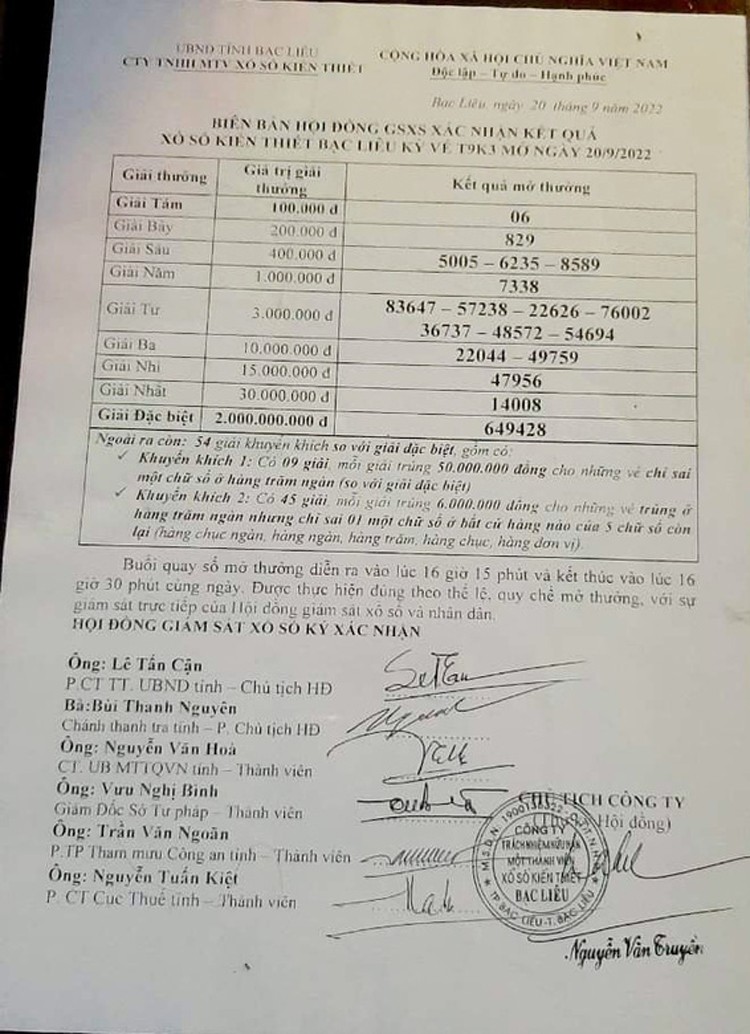 UBND TỈNH BẠC LIÊU
CTY TNHH MTV XỔ SỐ KIẾN THIẾT
CỘNG HÒA XÃ HỘI CHỦ NGHĨA VIỆT NAM
Độc lập – Tự do – Hạnh phúc
Bạc Liêu, ngày 20 tháng 9 năm 2022
BIÊN BẢN HỘI ĐỒNG GSXS XÁC NHẬN KẾT QUẢ
XỔ SỐ KIẾN THIẾT BẠC LIÊU KỲ VÉ T9K3 MỞ NGÀY 20/9/2022
Giải thưởng Giá trị giải thưởng Kết quả mở thưởng
Giải Tám 100.000 đ 06
Giải Bảy 200.000 đ 829
Giải Sáu 400.000 đ 5005 – 6235 – 8589
Giải Năm 1.000.000 đ 7338
Giải Tư 3.000.000 đ 83647 – 57238 – 22626 – 76002
36737 – 48572 – 54694
Giải Ba 10.000.000 đ 22044 – 49759
Giải Nhì 15.000.000 đ 47956
Giải Nhất 30.000.000 đ 14008
Giải Đặc biệt 2.000.000.000 đ 649428
Ngoài ra còn: 54 giải khuyến khích so với giải đặc biệt, gồm có:
✓ Khuyến khích 1: Có 09 giải, mỗi giải trúng 50.000.000 đồng cho những vé chỉ sai
một chữ số ở hàng trăm ngàn (so với giải đặc biệt)
✓ Khuyến khích 2: Có 45 giải, mỗi giải trúng 6.000.000 đồng cho những vé trúng ở
hàng trăm ngàn nhưng chỉ sai 01 một chữ số ở bất cứ hàng nào của 5 chữ số còn
lại (hàng chục ngàn, hàng ngàn, hàng trăm, hàng chục, hàng đơn vị).
Buổi quay số mở thưởng diễn ra vào lúc 16 giờ 15 phút và kết thúc vào lúc 16
giờ 30 phút cùng ngày. Được thực hiện đúng theo thể lệ, quy chế mở thưởng, với sự
giám sát trực tiếp của Hội đồng giám sát xổ số và nhân dân.
HỘI ĐỒNG GIÁM SÁT XỔ SỐ KÝ XÁC NHẬN
Ông: Lê Tấn Cận
P.CT TT. UBND tỉnh – Chủ tịch HĐ
Bà:Bùi Thanh Nguyên
Chánh thanh tra tỉnh – P. Chủ tịch HĐ
Ông: Nguyễn Văn Hoà
CT. UB MTTQVN tỉnh – Thành viên
Ông: Vưu Nghị Bình
Giám Đốc Sở Tư pháp – Thành viên
Ông: Trần Văn Ngoãn
P.TP Tham mưu Công an tỉnh – Thành viên
Ông: Nguyễn Tuấn Kiệt
P. CT Cục Thuế tỉnh – Thành viên
CHỦ TỊCH CÔNG TY
Hội đồng)
CÔNG TY
TRÁCH NHIỆM HỮU HẠN
MỘT THÀNH VIÊN
XỔ SỐ KIẾN THIẾT
BẠC LIÊU
TP BẠC LIÊU-T. BẠC LIÊU
Nguyễn Văn Truyền